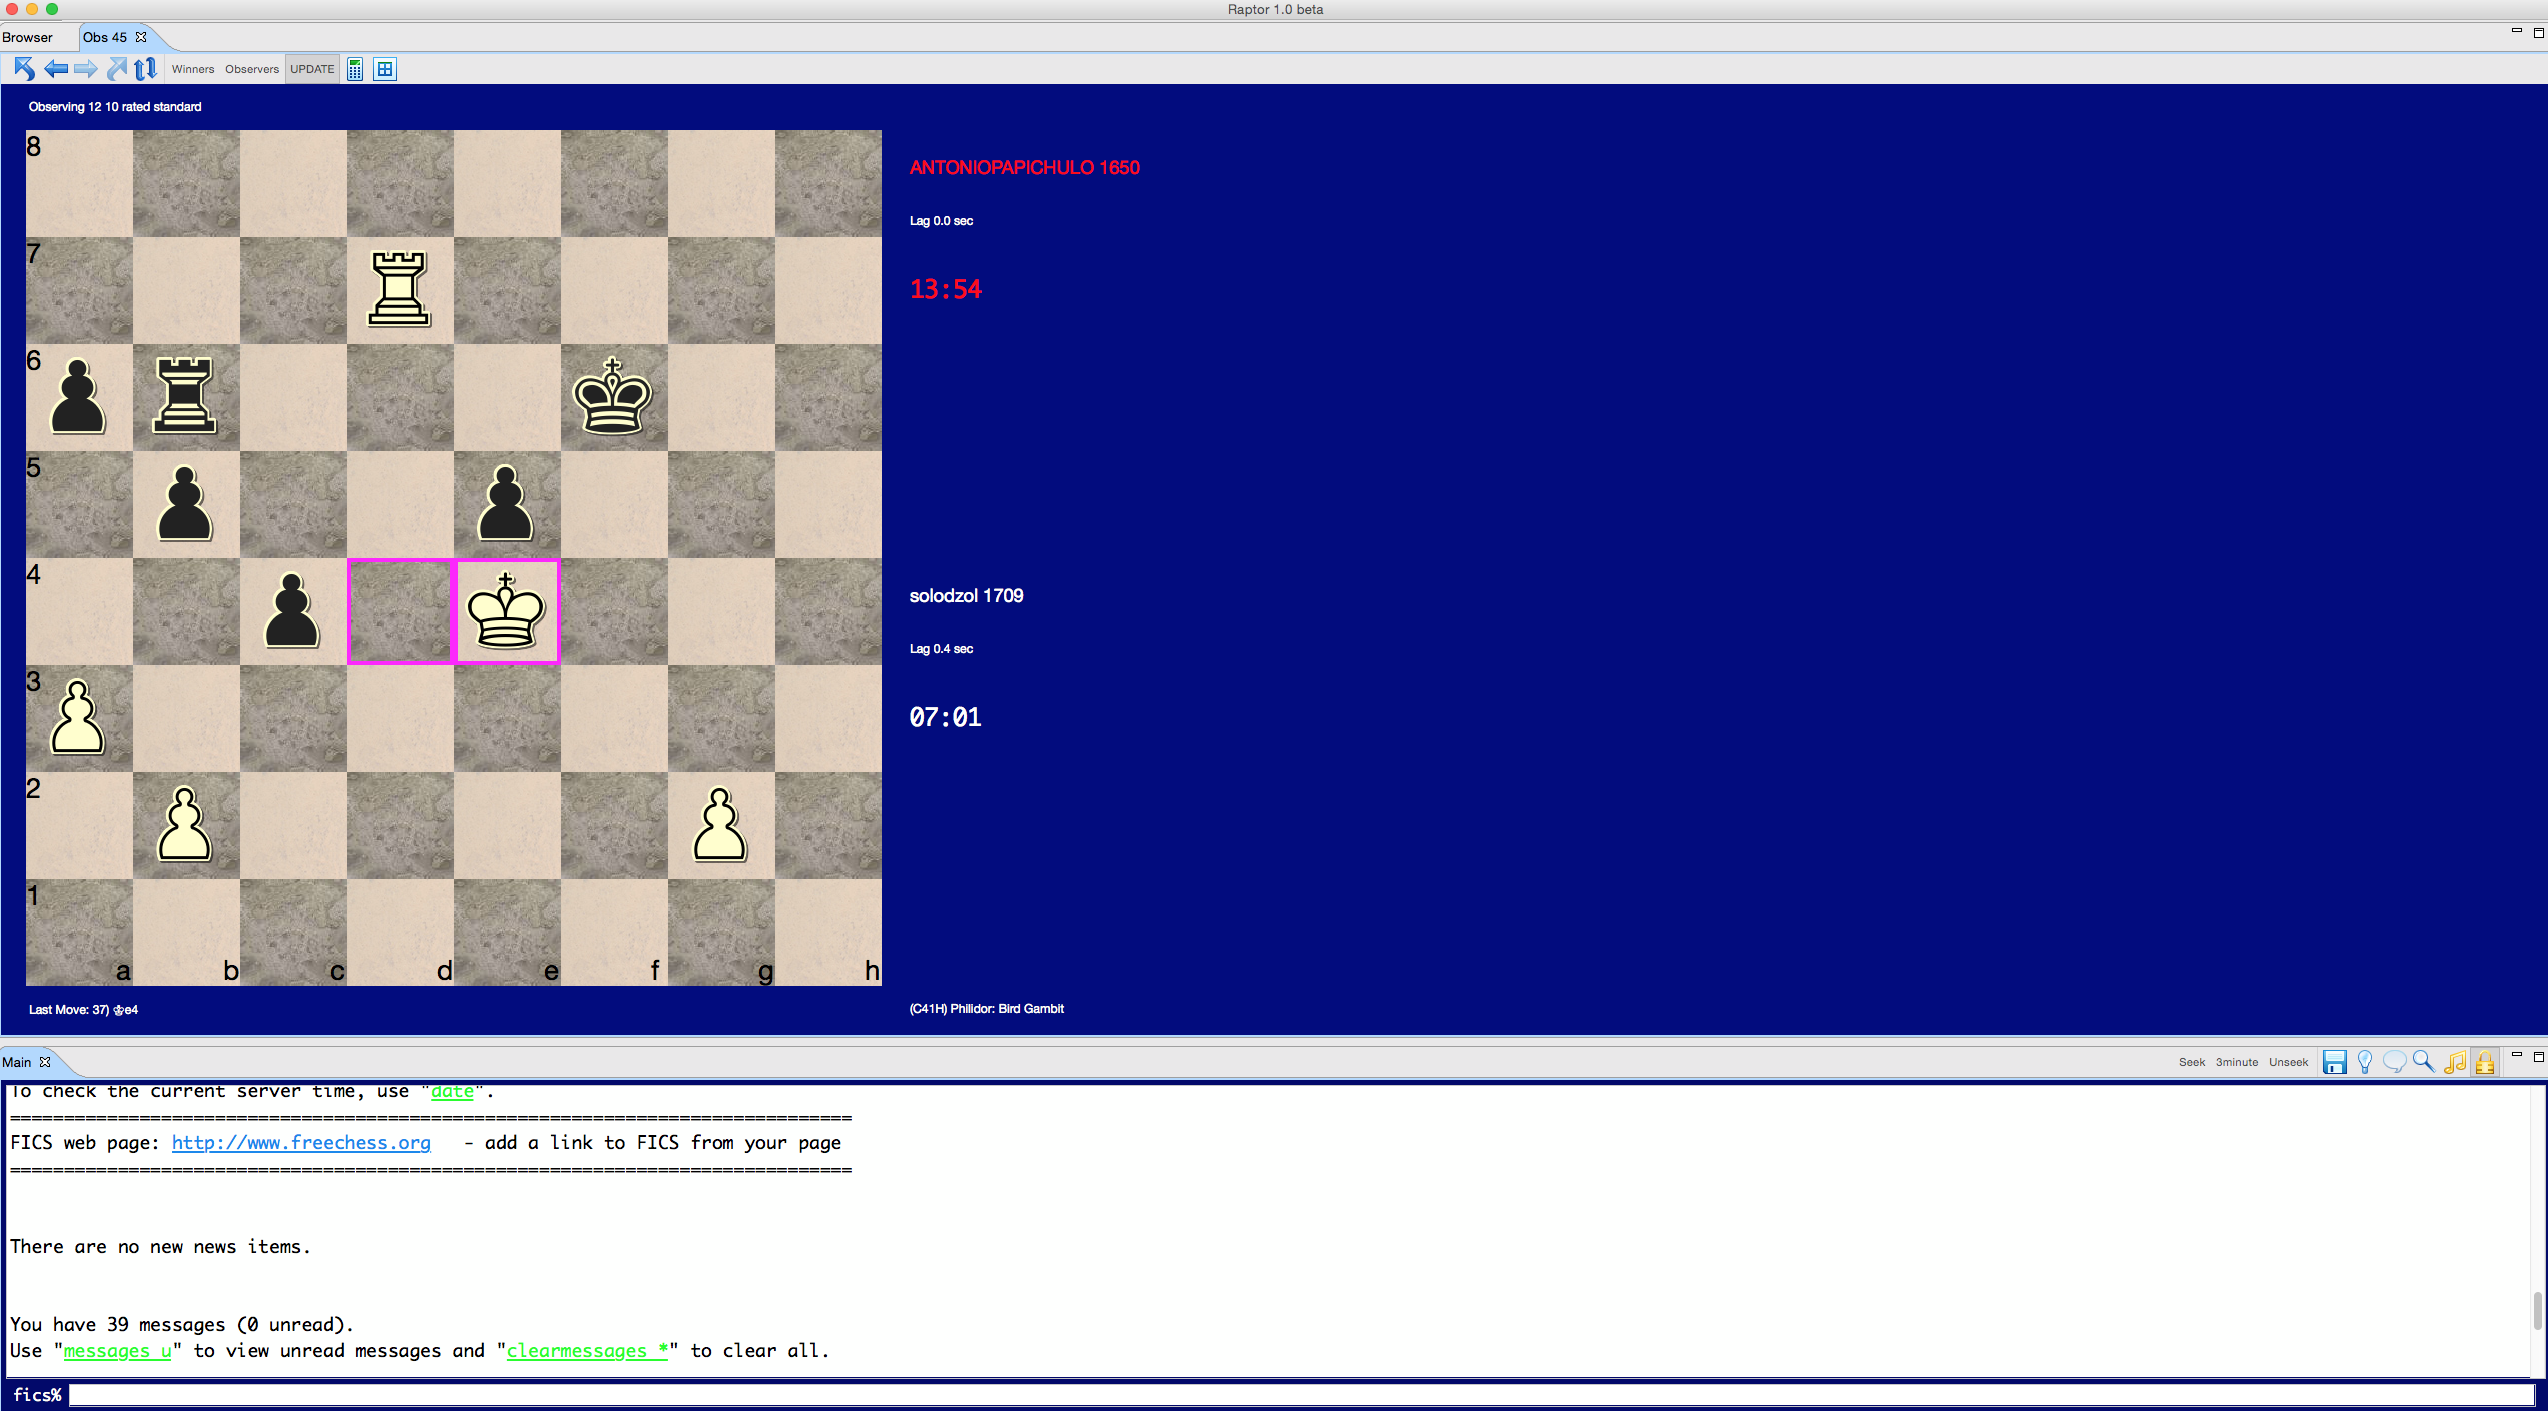 Raptor 1.0 beta
Browser
Obs 45
Winners Observers UPDATE
Observing 12 10 rated standard
8
7
6
5
4
3
2
1
a b c d e f g h
ANTONIOPAPICHULO 1650
Lag 0.0 sec
13:54
solodzol 1709
Lag 0.4 sec
07:01
Last Move: 37) ♔e4
(C41H) Philidor: Bird Gambit
Main
Seek 3minute Unseek
To check the current server time, use "date".
==============================================================================
FICS web page: http://www.freechess.org - add a link to FICS from your page
==============================================================================
There are no new news items.
You have 39 messages (0 unread).
Use "messages u" to view unread messages and "clearmessages *" to clear all.
fics%